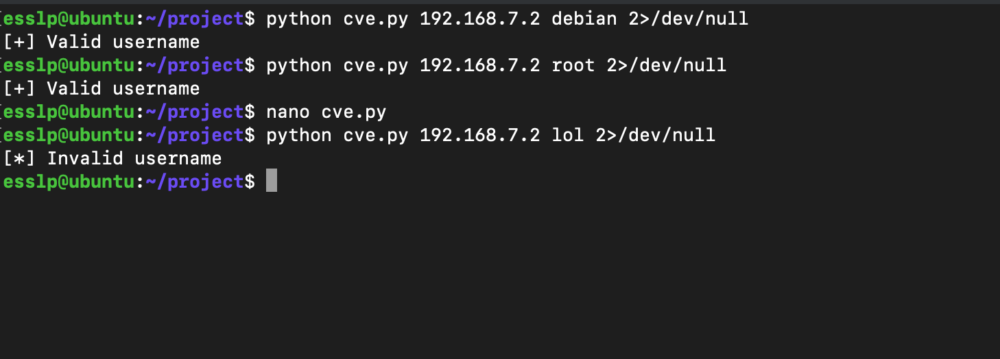 esslp@ubuntu:~/project$ python cve.py 192.168.7.2 debian 2>/dev/null
[+] Valid username
esslp@ubuntu:~/project$ python cve.py 192.168.7.2 root 2>/dev/null
[+] Valid username
esslp@ubuntu:~/project$ nano cve.py
esslp@ubuntu:~/project$ python cve.py 192.168.7.2 lol 2>/dev/null
[*] Invalid username
esslp@ubuntu:~/project$